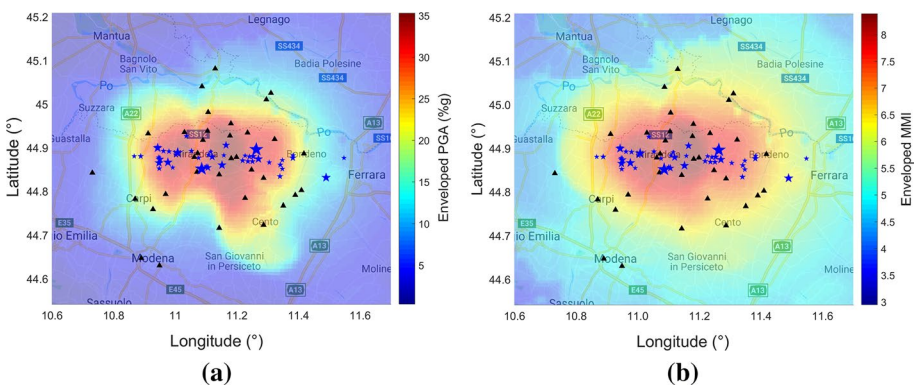 45.2
45.1
45
44.9
44.8
44.7
44.6
Latitude (°)
10.6 10.8 11 11.2 11.4 11.6
Longitude (°)
Legnago
Mantua
SS434
Bagnolo
San Vito
Badia Polesine
SS434
Po
Suzzara
A22
A13
Po
Guastalla
Ferrara
Carpi
Cento
E35
io Emilia
A13
San Giovanni
in Persiceto
Modena
Moline
E45
A13
Sassuolo
35
30
25
20
15
10
5
Enveloped PGA (%g)
(a)
45.2
45.1
45.0
44.9
44.8
44.7
44.6
Latitude (°)
10.6 10.8 11.0 11.2 11.4 11.6
Longitude (°)
Legnago
Mantua
SS434
Bagnolo
San Vito
Badia Polesine
SS434
Po
Suzzara
A22
A13
Po
Guastalla
Ferrara
Carpi
Cento
E35
io Emilia
A13
San Giovanni
in Persiceto
Modena
Moline
E45
A13
Sassuolo
8
7.5
7
6.5
6
5.5
5
4.5
4
3.5
3
Enveloped MMI
(b)